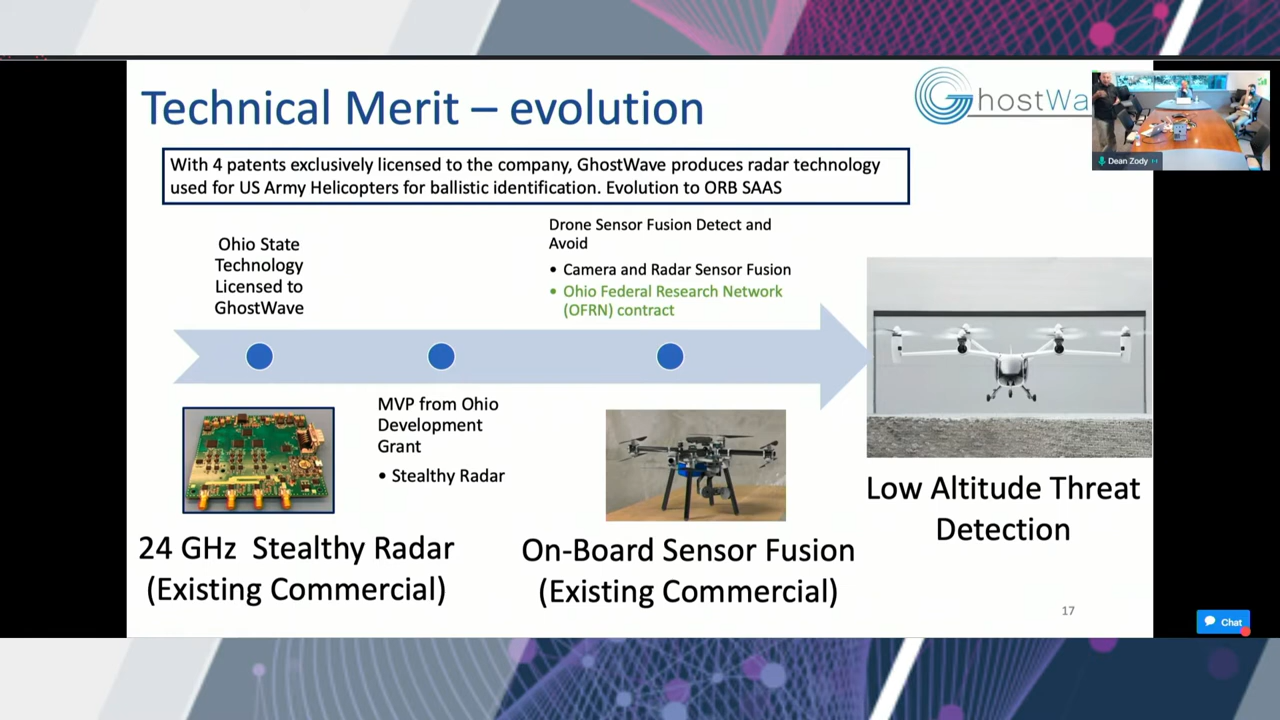 Technical Merit – evolution
GhostWa
Dean Zody
With 4 patents exclusively licensed to the company, GhostWave produces radar technology
used for US Army Helicopters for ballistic identification. Evolution to ORB SAAS
Ohio State
Technology
Licensed to
GhostWave
Drone Sensor Fusion Detect and
Avoid
• Camera and Radar Sensor Fusion
• Ohio Federal Research Network
(OFRN) contract
MVP from Ohio
Development
Grant
• Stealthy Radar
24 GHz Stealthy Radar
(Existing Commercial)
On-Board Sensor Fusion
(Existing Commercial)
Low Altitude Threat
Detection
17
Chat